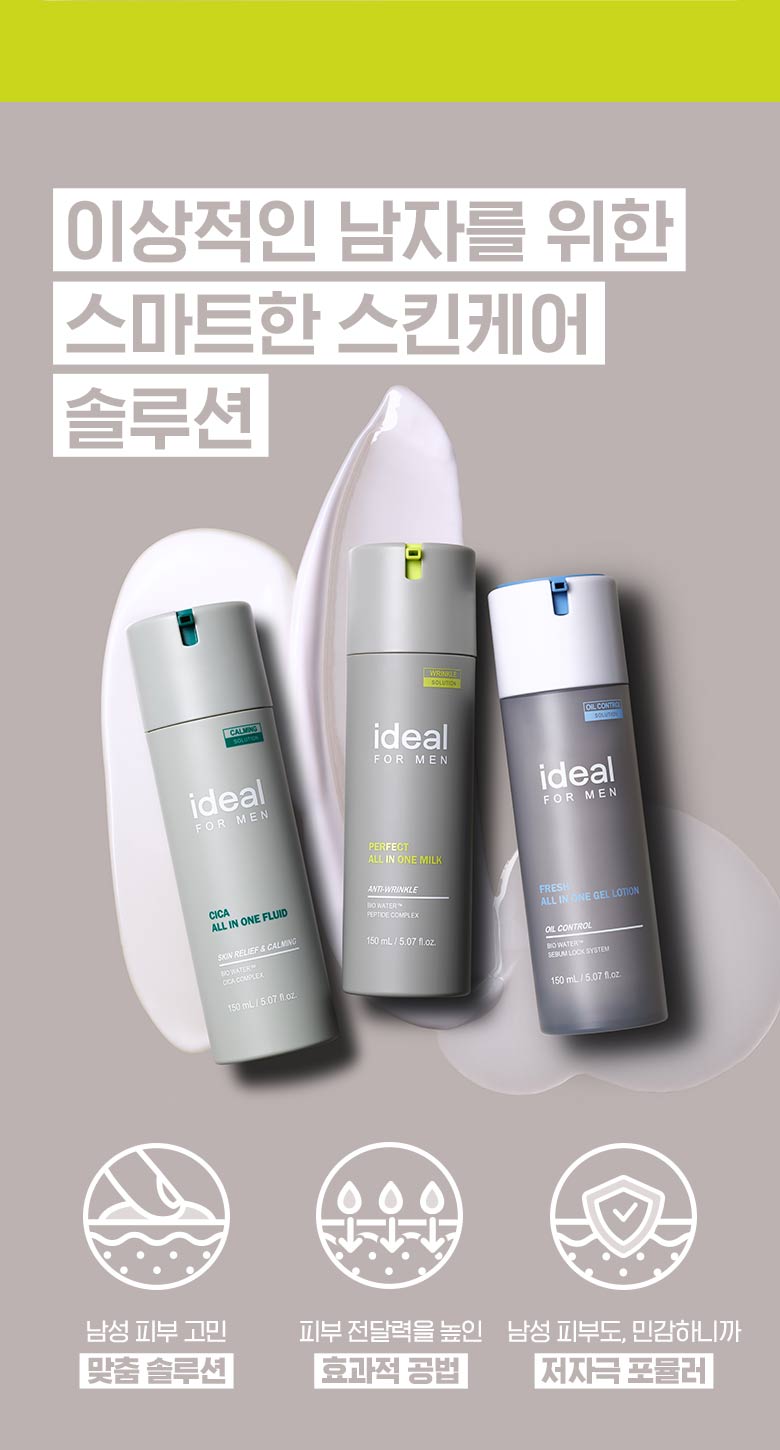 이상적인 남자를 위한
스마트한 스킨케어
솔루션
CALMING
SOLUTION
ideal
FOR MEN
CICA
ALL IN ONE FLUID
SKIN RELIEF & CALMING
BIO WATER™
CICA COMPLEX
150 mL / 5.07 fl.oz.
WRINKLE
SOLUTION
ideal
FOR MEN
PERFECT
ALL IN ONE MILK
ANTI-WRINKLE
BIO WATER™
PEPTIDE COMPLEX
150 mL / 5.07 fl.oz.
OIL CONTROL
SOLUTION
ideal
FOR MEN
FRESH
ALL IN ONE GEL LOTION
OIL CONTROL
BIO WATER™
SEBUM LOCK SYSTEM
150 mL / 5.07 fl.oz.
남성 피부 고민
맞춤 솔루션
피부 전달력을 높인
효과적 공법
남성 피부도, 민감하니까
저자극 포뮬러